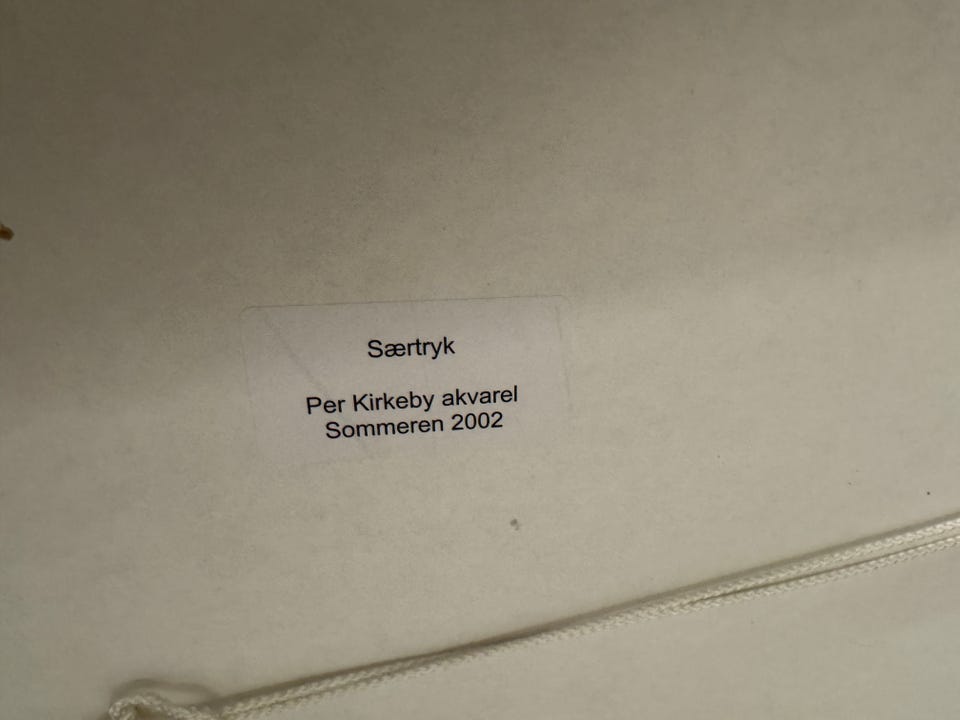 Særtryk
Per Kirkeby akvarel
Sommeren 2002